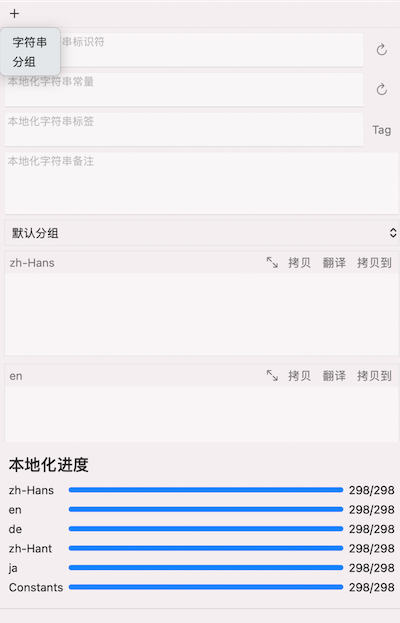 +
字符串
串标识符
分组
本地化字符串常量
本地化字符串标签
Tag
本地化字符串备注
默认分组
zh-Hans 拷贝 翻译 拷贝到
en 拷贝 翻译 拷贝到
本地化进度
zh-Hans 298/298
en 298/298
de 298/298
zh-Hant 298/298
ja 298/298
Constants 298/298